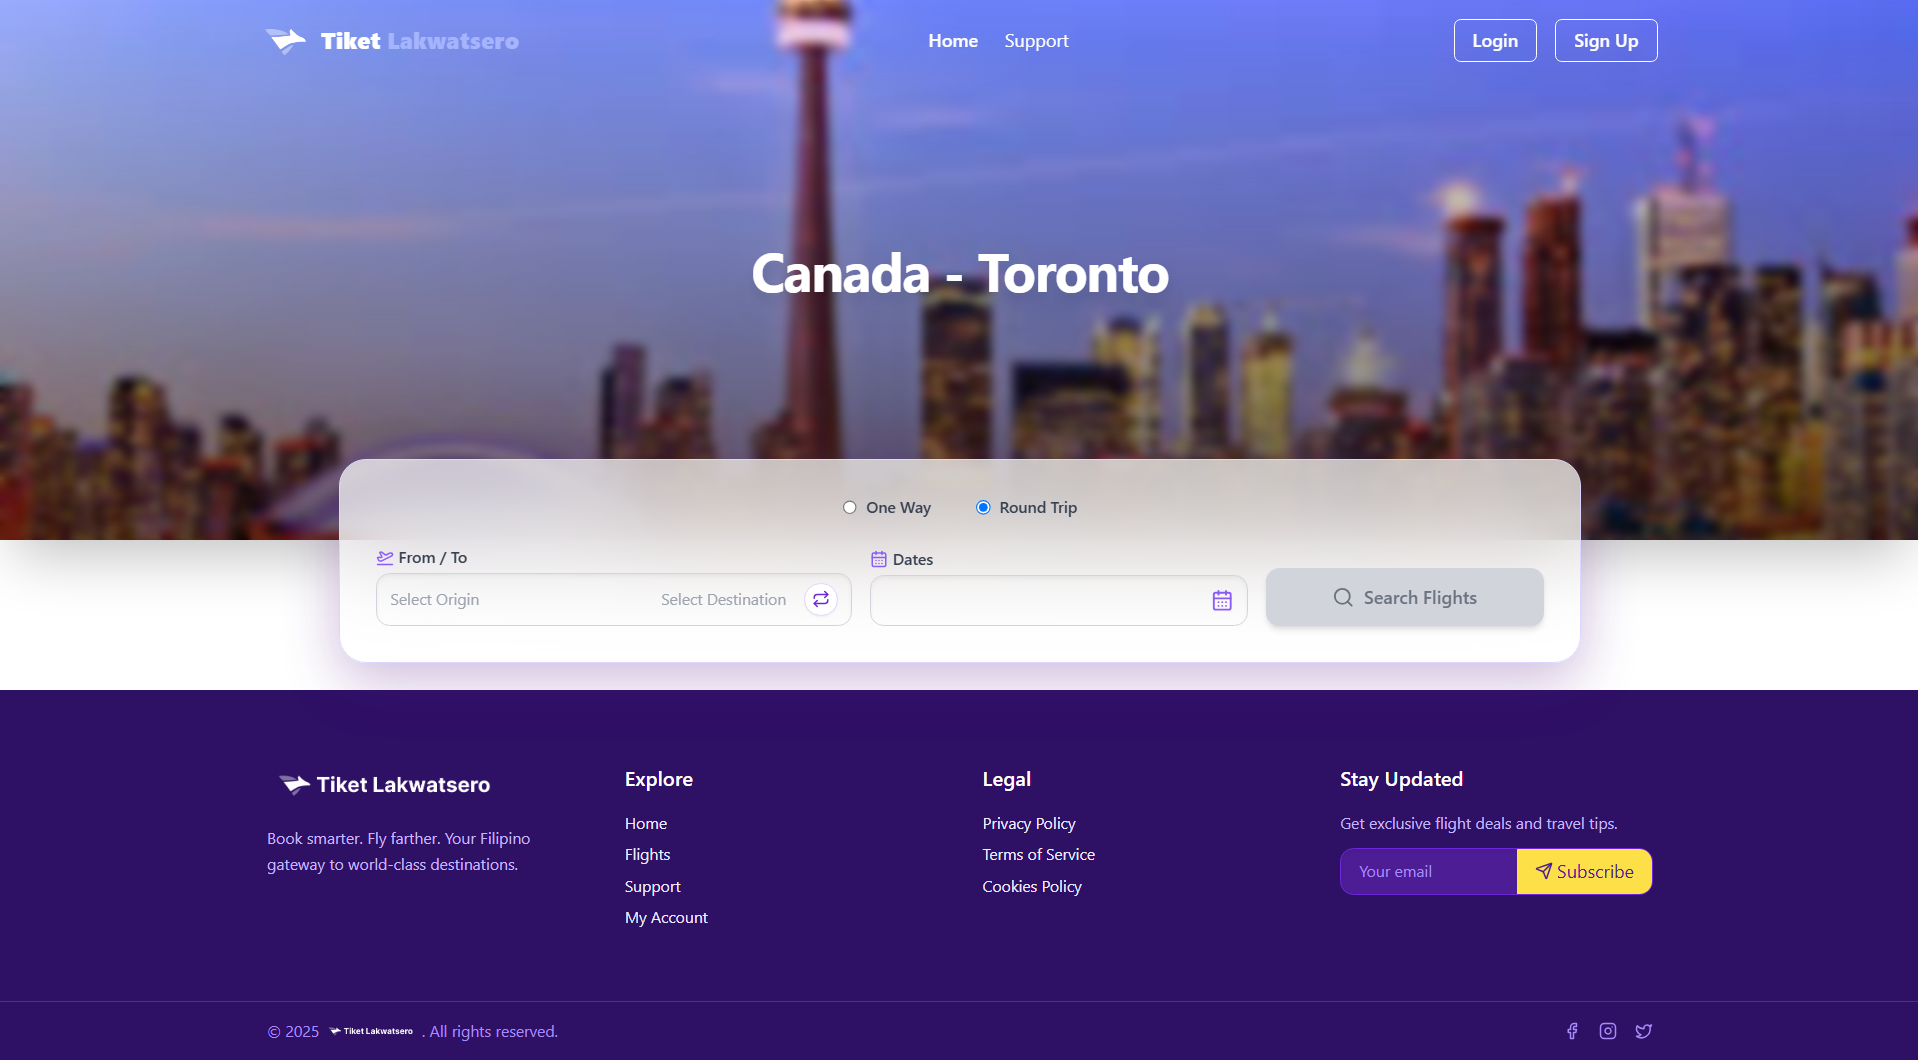 Tiket Lakwatsero
Home
Support
Login
Sign Up
Canada - Toronto
One Way
Round Trip
From / To
Select Origin
Select Destination
Dates
Search Flights
Tiket Lakwatsero
Book smarter. Fly farther. Your Filipino
gateway to world-class destinations.
Explore
Home
Flights
Support
My Account
Legal
Privacy Policy
Terms of Service
Cookies Policy
Stay Updated
Get exclusive flight deals and travel tips.
Your email
Subscribe
© 2025 Tiket Lakwatsero . All rights reserved.